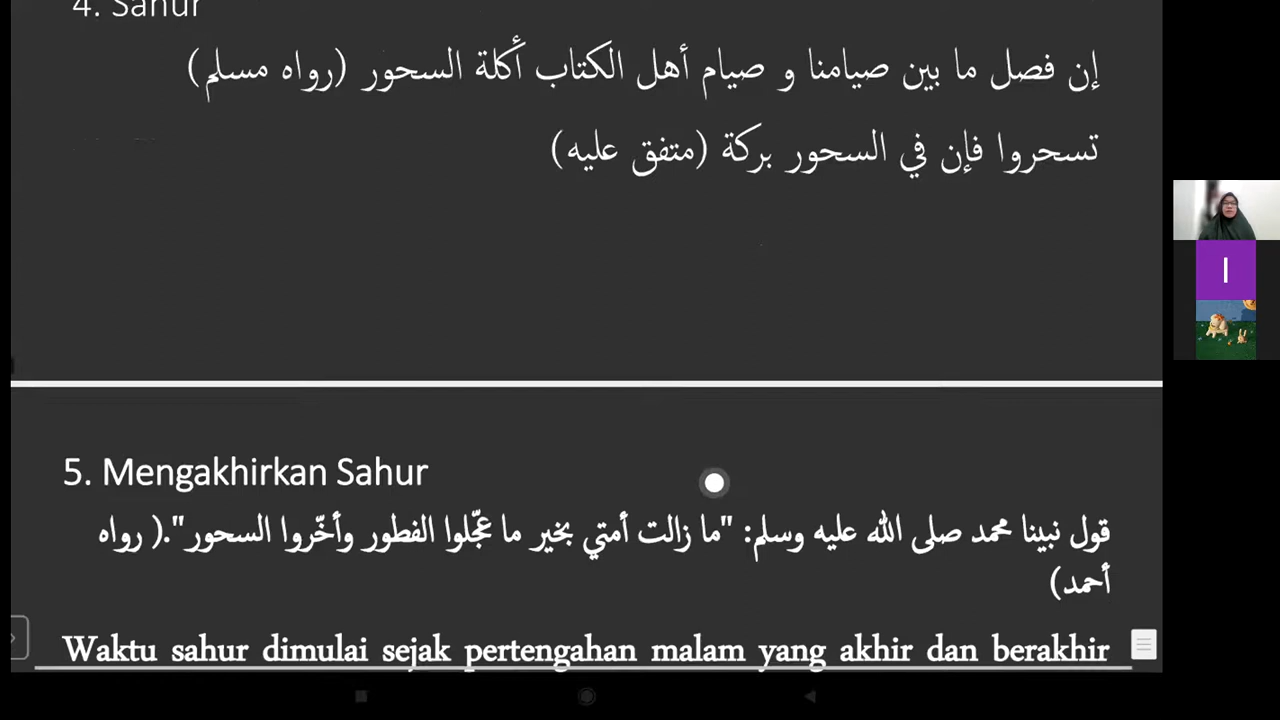 4. Sahur
إن فصل ما بين صيامنا و صيام أهل الكتاب أكلة السحور (رواه مسلم)
تسحروا فإن في السحور بركة (متفق عليه)
5. Mengakhirkan Sahur
قول نبينا محمد صلى الله عليه وسلم: "ما زالت أمتي بخير ما عجّلوا الفطور وأخّروا السحور".( رواه
أحمد)
Waktu sahur dimulai sejak pertengahan malam yang akhir dan berakhir
I